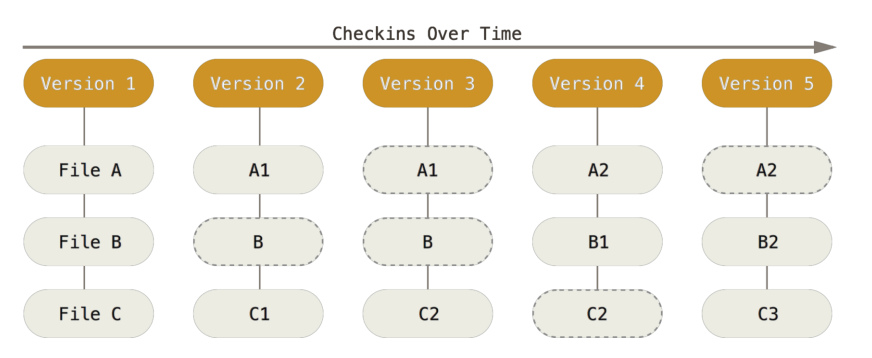 Checkins Over Time
Version 1 Version 2 Version 3 Version 4 Version 5
File A A1 A1 A2 A2
File B B B B1 B2
File C C1 C2 C2 C3